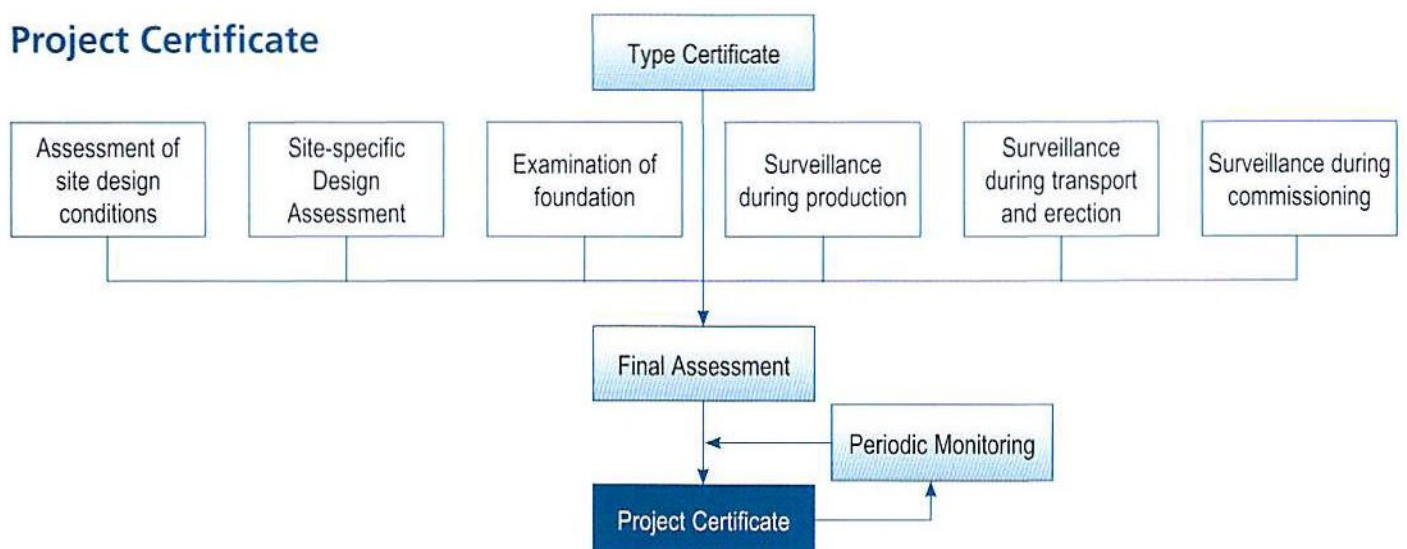 Project Certificate
Type Certificate
Assessment of
site design
conditions
Site-specific
Design
Assessment
Examination of
foundation
Surveillance
during production
Surveillance
during transport
and erection
Surveillance during
commissioning
Final Assessment
Periodic Monitoring
Project Certificate